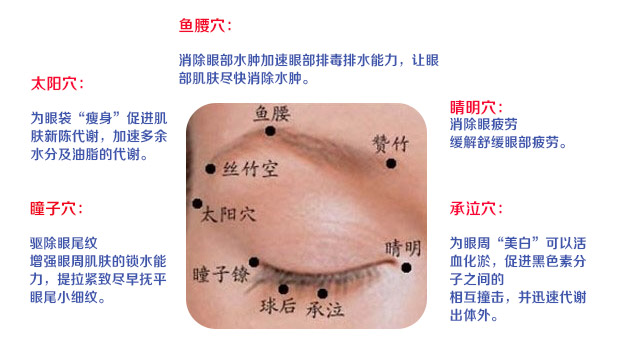 鱼腰穴：
消除眼部水肿加速眼部排毒排水能力，让眼
部肌肤尽快消除水肿。
太阳穴：
为眼袋“瘦身”促进肌
肤新陈代谢，加速多余
水分及油脂的代谢。
睛明穴：
消除眼疲劳
缓解舒缓眼部疲劳。
鱼腰
赞竹
丝竹空
太阳穴
睛明
瞳子镣
球后
承泣
瞳子穴：
驱除眼尾纹
增强眼周肌肤的锁水能
力，提拉紧致尽早抚平
眼尾小细纹。
承泣穴：
为眼周“美白”可以活
血化淤，促进黑色素分
子之间的
相互撞击，并迅速代谢
出体外。